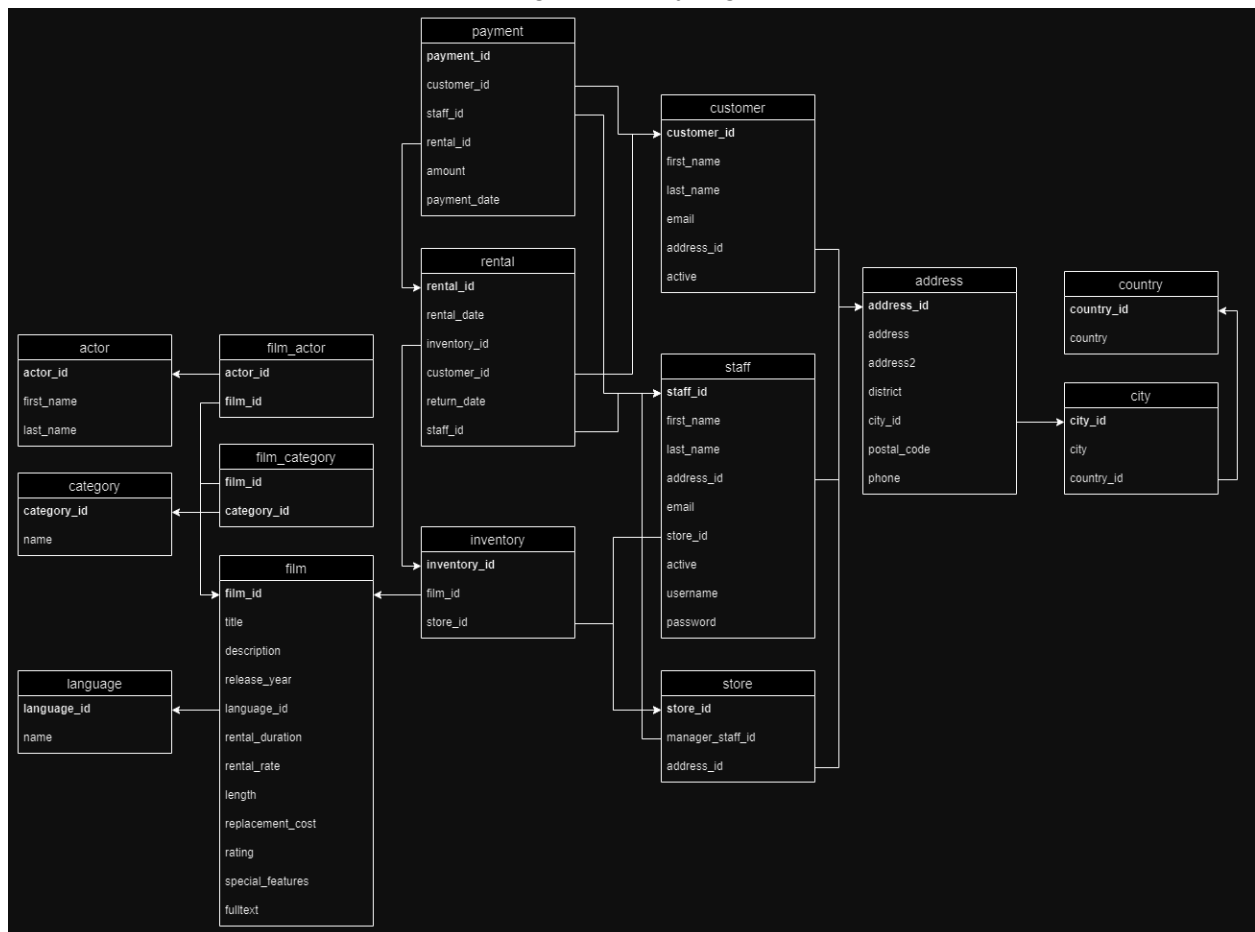 payment
payment_id
customer_id
staff_id
rental_id
amount
payment_date
customer
customer_id
first_name
last_name
email
address_id
active
rental
rental_id
rental_date
inventory_id
customer_id
return_date
staff_id
address
address_id
address
address2
district
city_id
postal_code
phone
country
country_id
country
actor
actor_id
first_name
last_name
film_actor
actor_id
film_id
staff
staff_id
first_name
last_name
address_id
email
store_id
active
username
password
city
city_id
city
country_id
film_category
film_id
category_id
category
category_id
name
inventory
inventory_id
film_id
store_id
film
film_id
title
description
release_year
language_id
rental_duration
rental_rate
length
replacement_cost
rating
special_features
fulltext
language
language_id
name
store
store_id
manager_staff_id
address_id